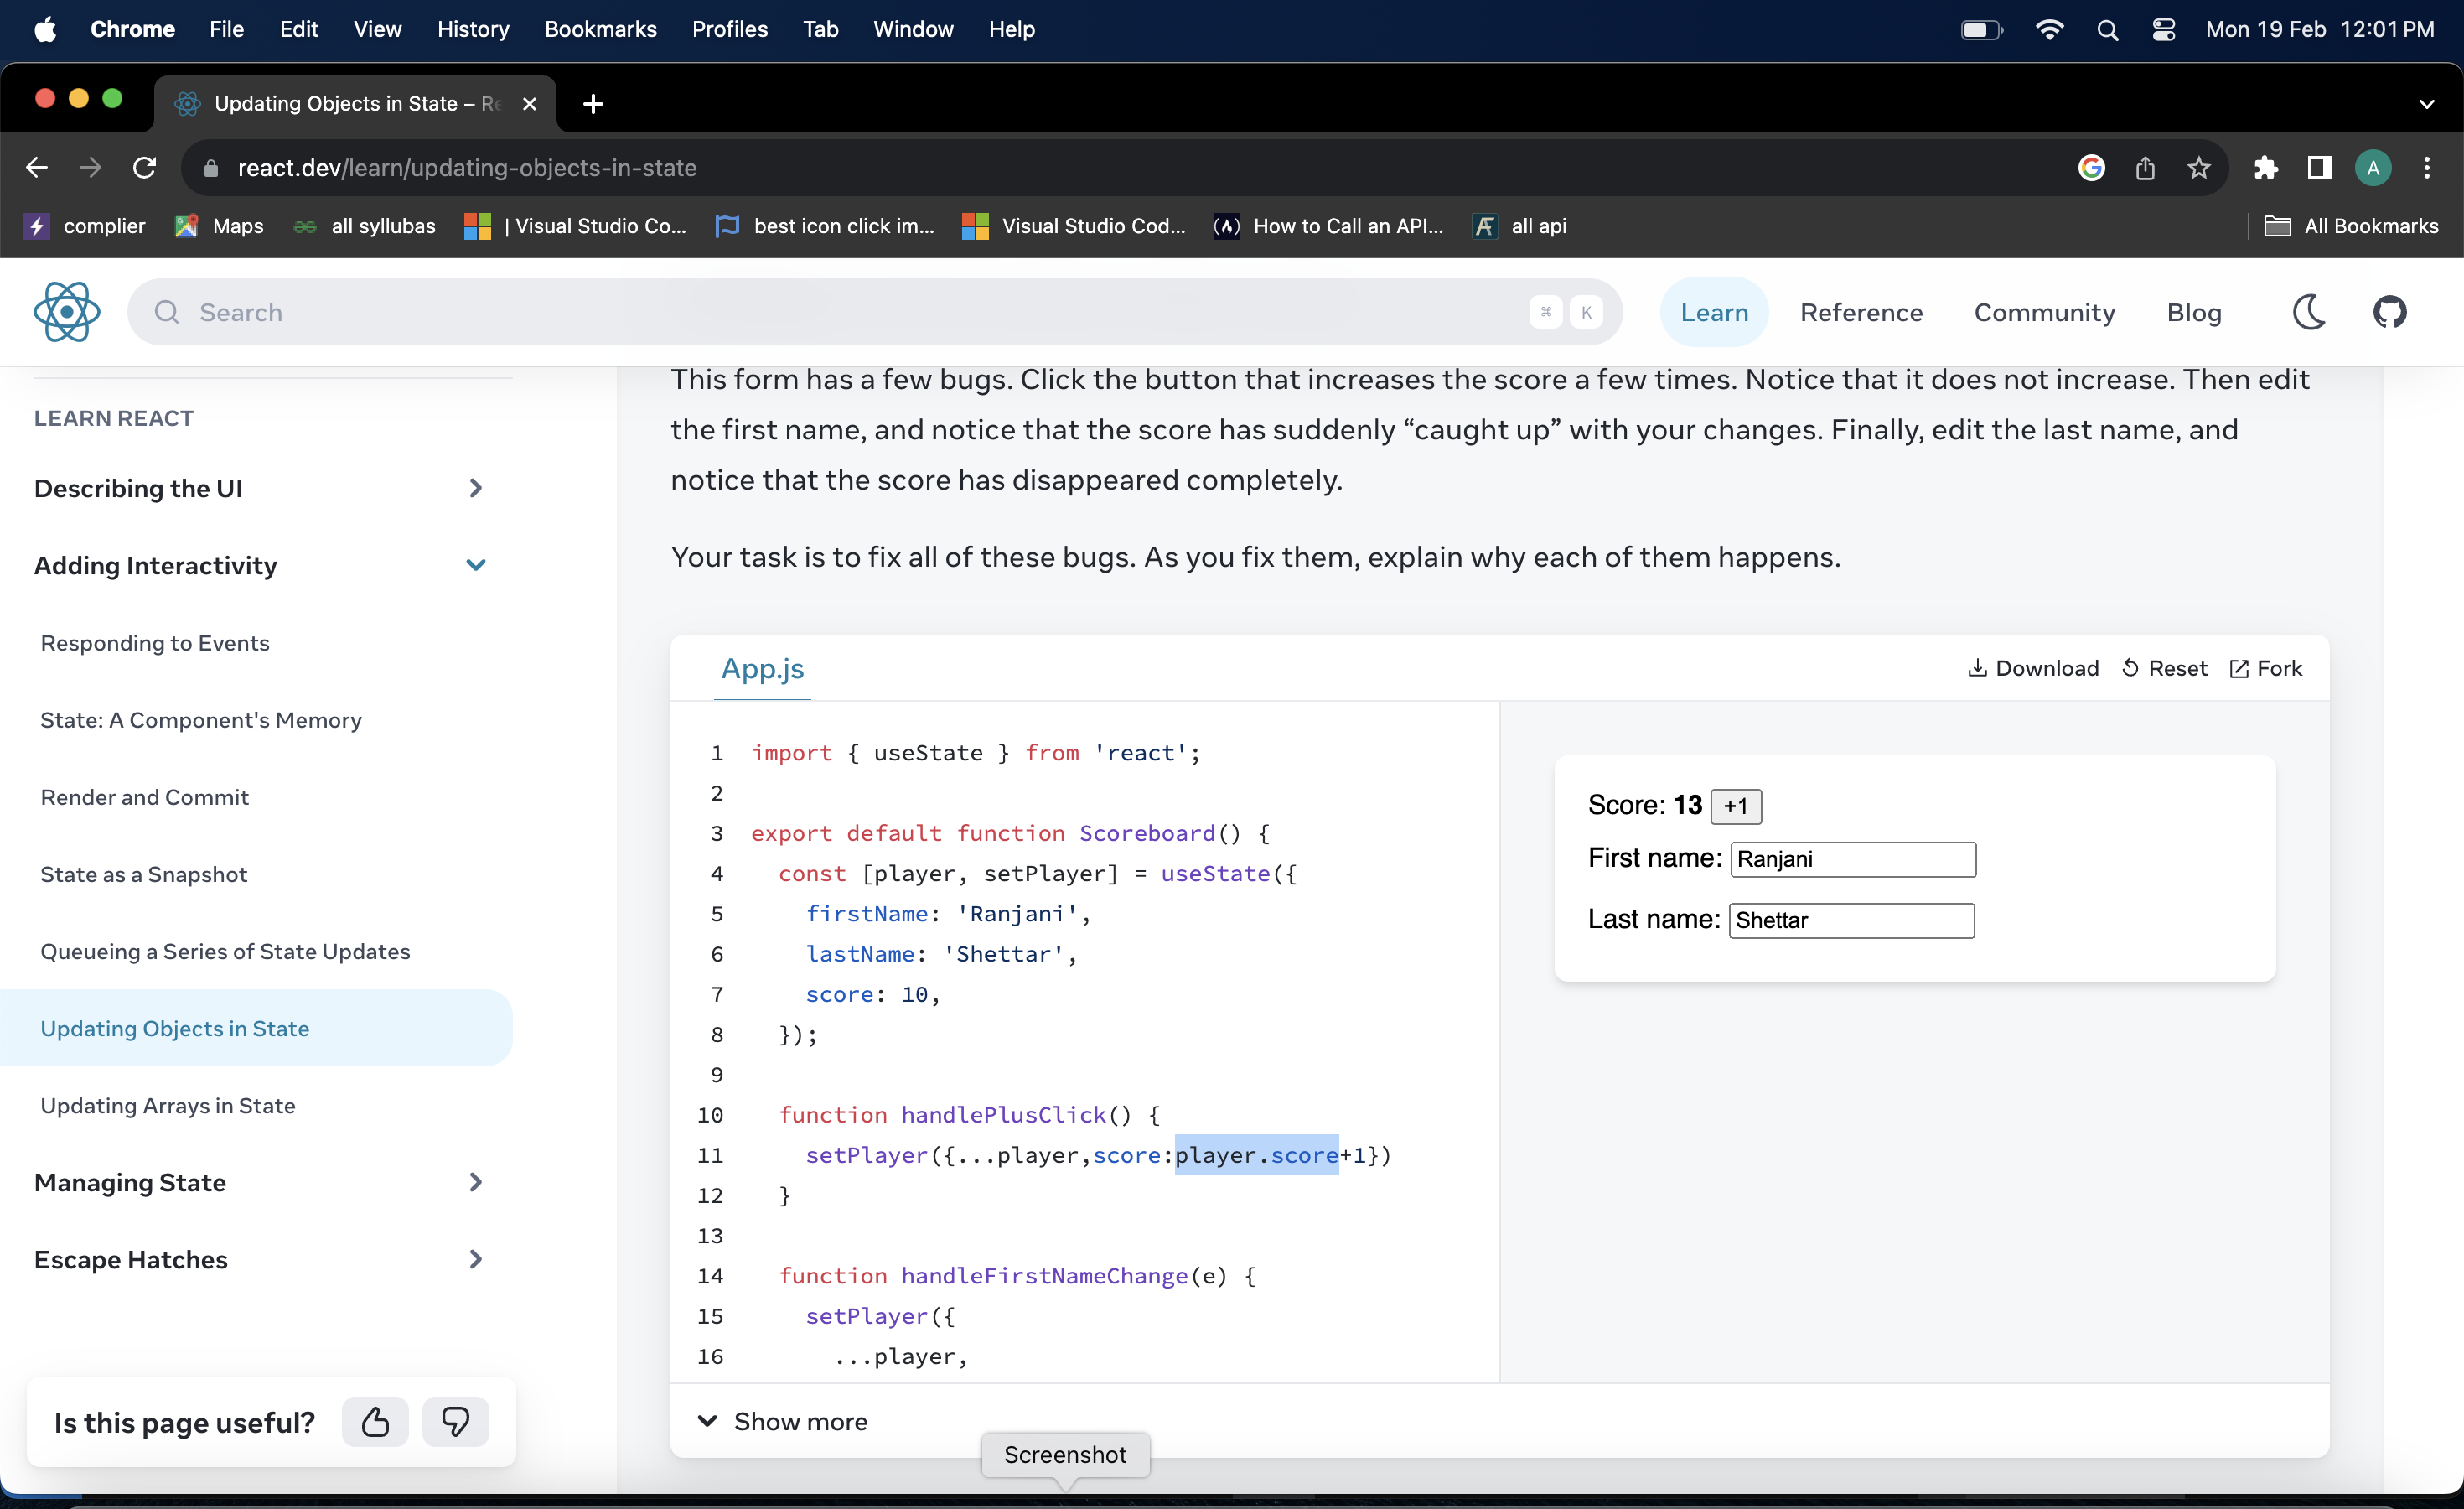 Chrome File Edit View History Bookmarks Profiles Tab Window Help Mon 19 Feb 12:01 PM
Updating Objects in State – Re
react.dev/learn/updating-objects-in-state A
complier Maps all syllubas | Visual Studio Co... best icon click im... Visual Studio Cod... How to Call an API... all api All Bookmarks
Search ⌘ K Learn Reference Community Blog
LEARN REACT
Describing the UI
Adding Interactivity
Responding to Events
State: A Component's Memory
Render and Commit
State as a Snapshot
Queueing a Series of State Updates
Updating Objects in State
Updating Arrays in State
Managing State
Escape Hatches
Is this page useful?
This form has a few bugs. Click the button that increases the score a few times. Notice that it does not increase. Then edit
the first name, and notice that the score has suddenly “caught up” with your changes. Finally, edit the last name, and
notice that the score has disappeared completely.
Your task is to fix all of these bugs. As you fix them, explain why each of them happens.
App.js Download Reset Fork
1 import { useState } from 'react';
2
3 export default function Scoreboard() {
4 const [player, setPlayer] = useState({
5 firstName: 'Ranjani',
6 lastName: 'Shettar',
7 score: 10,
8 });
9
10 function handlePlusClick() {
11 setPlayer({...player,score:player.score+1})
12 }
13
14 function handleFirstNameChange(e) {
15 setPlayer({
16 ...player,
Show more
Score: 13 +1
First name: Ranjani
Last name: Shettar
Screenshot